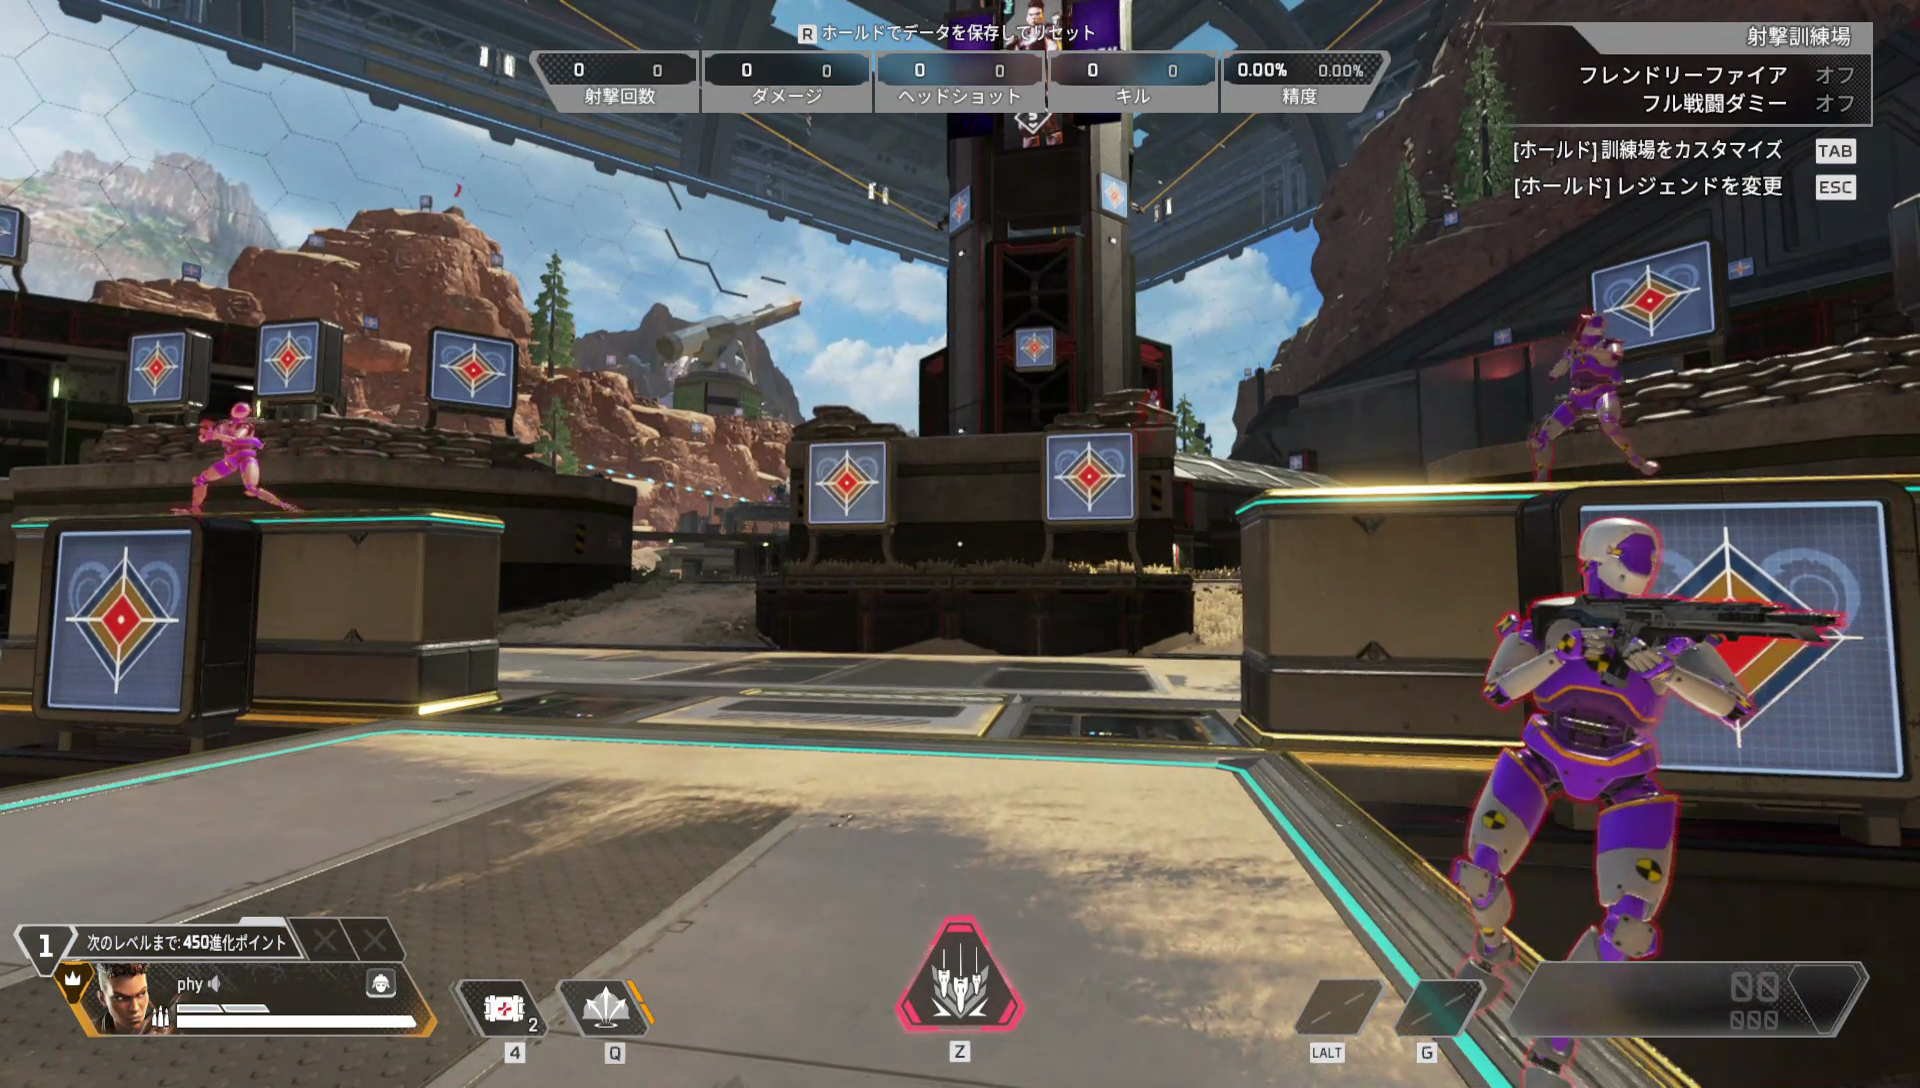 R ホールドでデータを保存してリセット
0 0 0 0 0 0 0 0 0.00% 0.00%
射撃回数 ダメージ ヘッドショット キル 精度
射撃訓練場
フレンドリーファイア オフ
フル戦闘ダミー オフ
[ホールド] 訓練場をカスタマイズ TAB
[ホールド] レジェンドを変更 ESC
1 次のレベルまで: 450進化ポイント
phy
2
4 Q Z LALT G
00
000